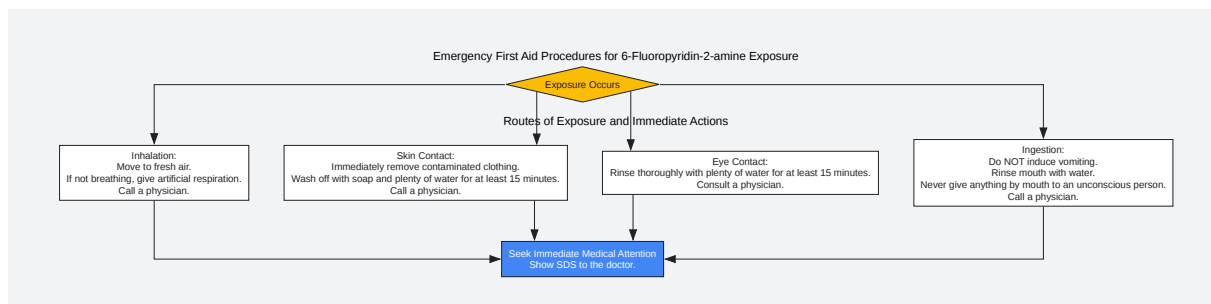 Emergency First Aid Procedures for 6-Fluoropyridin-2-amine Exposure
Exposure Occurs
Routes of Exposure and Immediate Actions
Inhalation:
Move to fresh air.
If not breathing, give artificial respiration.
Call a physician.
Skin Contact:
Immediately remove contaminated clothing.
Wash off with soap and plenty of water for at least 15 minutes.
Call a physician.
Eye Contact:
Rinse thoroughly with plenty of water for at least 15 minutes.
Consult a physician.
Ingestion:
Do NOT induce vomiting.
Rinse mouth with water.
Never give anything by mouth to an unconscious person.
Call a physician.
Seek Immediate Medical Attention
Show SDS to the doctor.